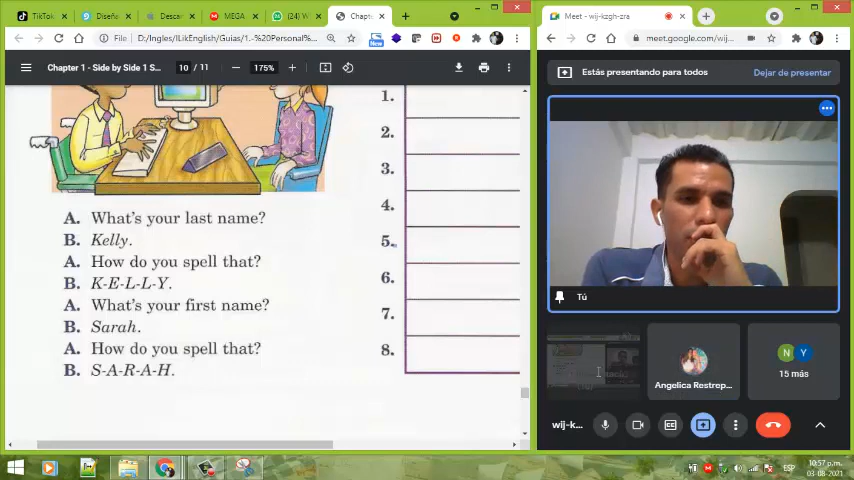 TikTok
Diseña
Descar
MEGA
(24) W
Chapt
Meet - wij-kzgh-zra
File
D:/Ingles/ILikEnglish/Guias/1.-%20Personal%...
New
meet.google.com/wij...
Chapter 1 - Side by Side 1 S...
10 / 11
175%
Estás presentando para todos
Dejar de presentar
1.
2.
3.
4.
5.
6.
7.
8.
A. What's your last name?
B. Kelly.
A. How do you spell that?
B. K-E-L-L-Y.
A. What's your first name?
B. Sarah.
A. How do you spell that?
B. S-A-R-A-H.
Tú
Angelica Restrep...
N
Y
15 más
wij-k...
ESP
10:57 p.m.
03-08-2021